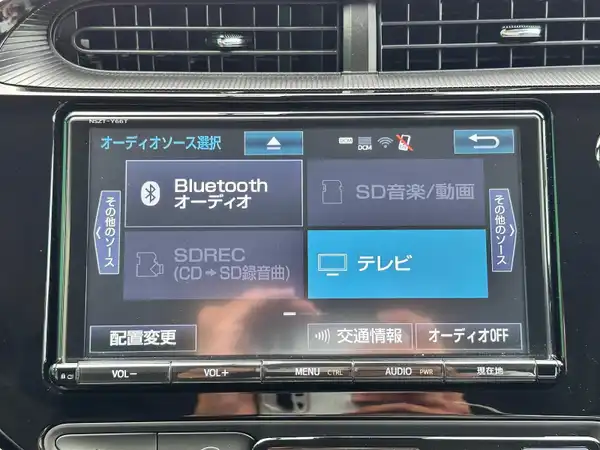 NSZT-Y66T
オーディオソース選択
DCM
Bluetooth
オーディオ
SD音楽/動画
その他のソース
その他のソース
SDREC
(CD➡SD録音曲)
テレビ
配置変更
交通情報
オーディオOFF
VOL−
VOL+
MENU CTRL
AUDIO PWR
現在地